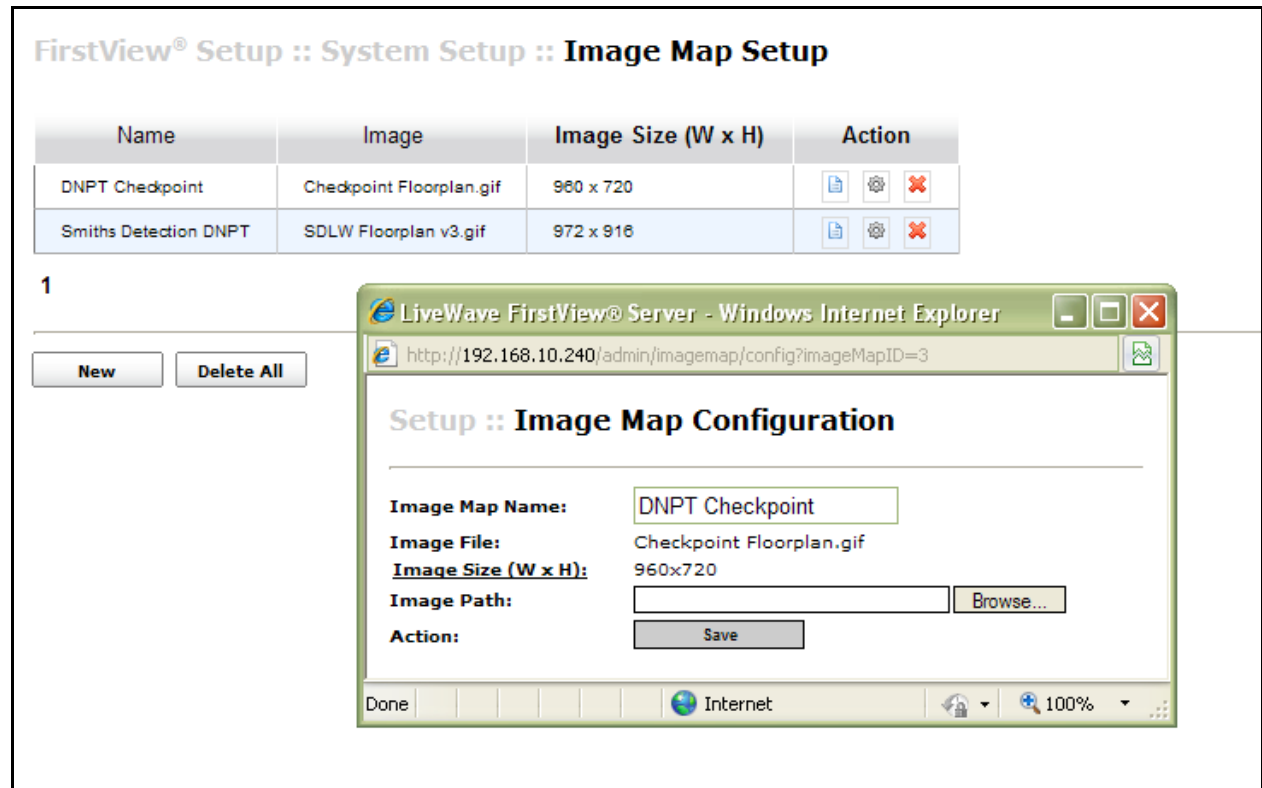 FirstView® Setup :: System Setup :: Image Map Setup
Name Image Image Size (W x H) Action
DNPT Checkpoint Checkpoint Floorplan.gif 960 x 720
Smiths Detection DNPT SDLW Floorplan v3.gif 972 x 916
1
New Delete All
LiveWave FirstView® Server - Windows Internet Explorer
http://192.168.10.240/admin/imagemap/config?imageMapID=3
Setup :: Image Map Configuration
Image Map Name: DNPT Checkpoint
Image File: Checkpoint Floorplan.gif
Image Size (W x H): 960x720
Image Path: Browse...
Action: Save
Done Internet 100%